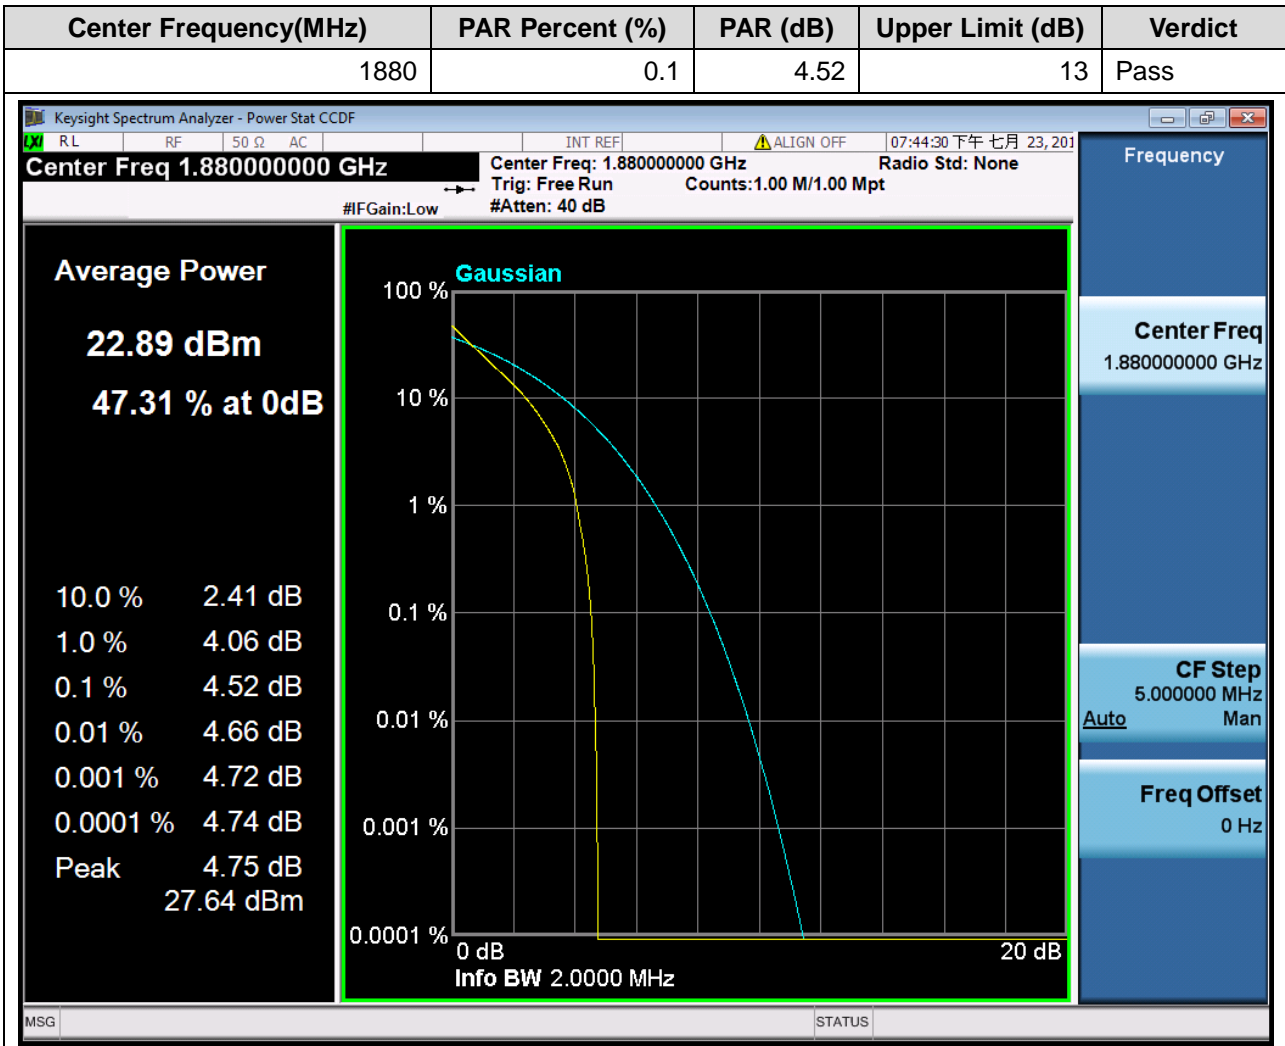 Center Frequency(MHz) PAR Percent (%) PAR (dB) Upper Limit (dB) Verdict
1880 0.1 4.52 13 Pass
Keysight Spectrum Analyzer - Power Stat CCDF
LXI RL RF 50 Ω AC INT REF ALIGN OFF 07:44:30 下午 七月 23, 201
Center Freq 1.880000000 GHz
Center Freq: 1.880000000 GHz Radio Std: None
Trig: Free Run Counts:1.00 M/1.00 Mpt
#IFGain:Low #Atten: 40 dB
Frequency
Average Power
22.89 dBm
47.31 % at 0dB
10.0 % 2.41 dB
1.0 % 4.06 dB
0.1 % 4.52 dB
0.01 % 4.66 dB
0.001 % 4.72 dB
0.0001 % 4.74 dB
Peak 4.75 dB
27.64 dBm
Gaussian
100 %
10 %
1 %
0.1 %
0.01 %
0.001 %
0.0001 %
0 dB 20 dB
Info BW 2.0000 MHz
Center Freq
1.880000000 GHz
CF Step
5.000000 MHz
Auto Man
Freq Offset
0 Hz
MSG STATUS